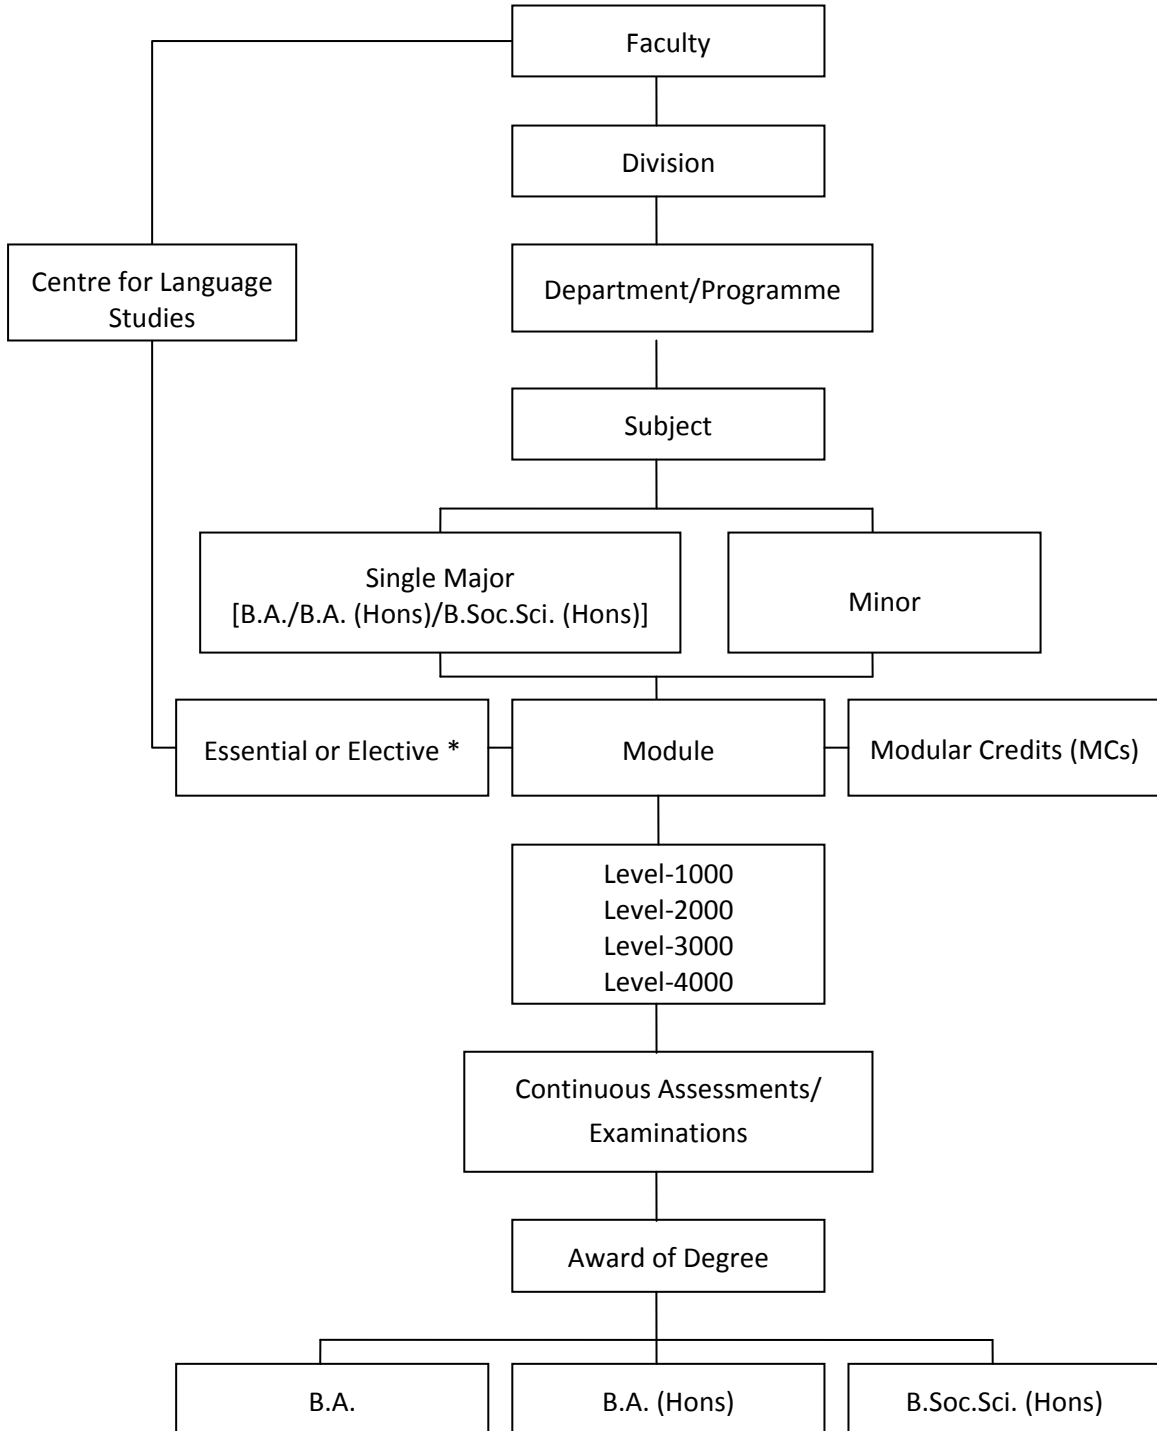 Faculty
Division
Centre for Language
Studies
Department/Programme
Subject
Single Major
[B.A./B.A. (Hons)/B.Soc.Sci. (Hons)]
Minor
Essential or Elective *
Module
Modular Credits (MCs)
Level-1000
Level-2000
Level-3000
Level-4000
Continuous Assessments/
Examinations
Award of Degree
B.A.
B.A. (Hons)
B.Soc.Sci. (Hons)